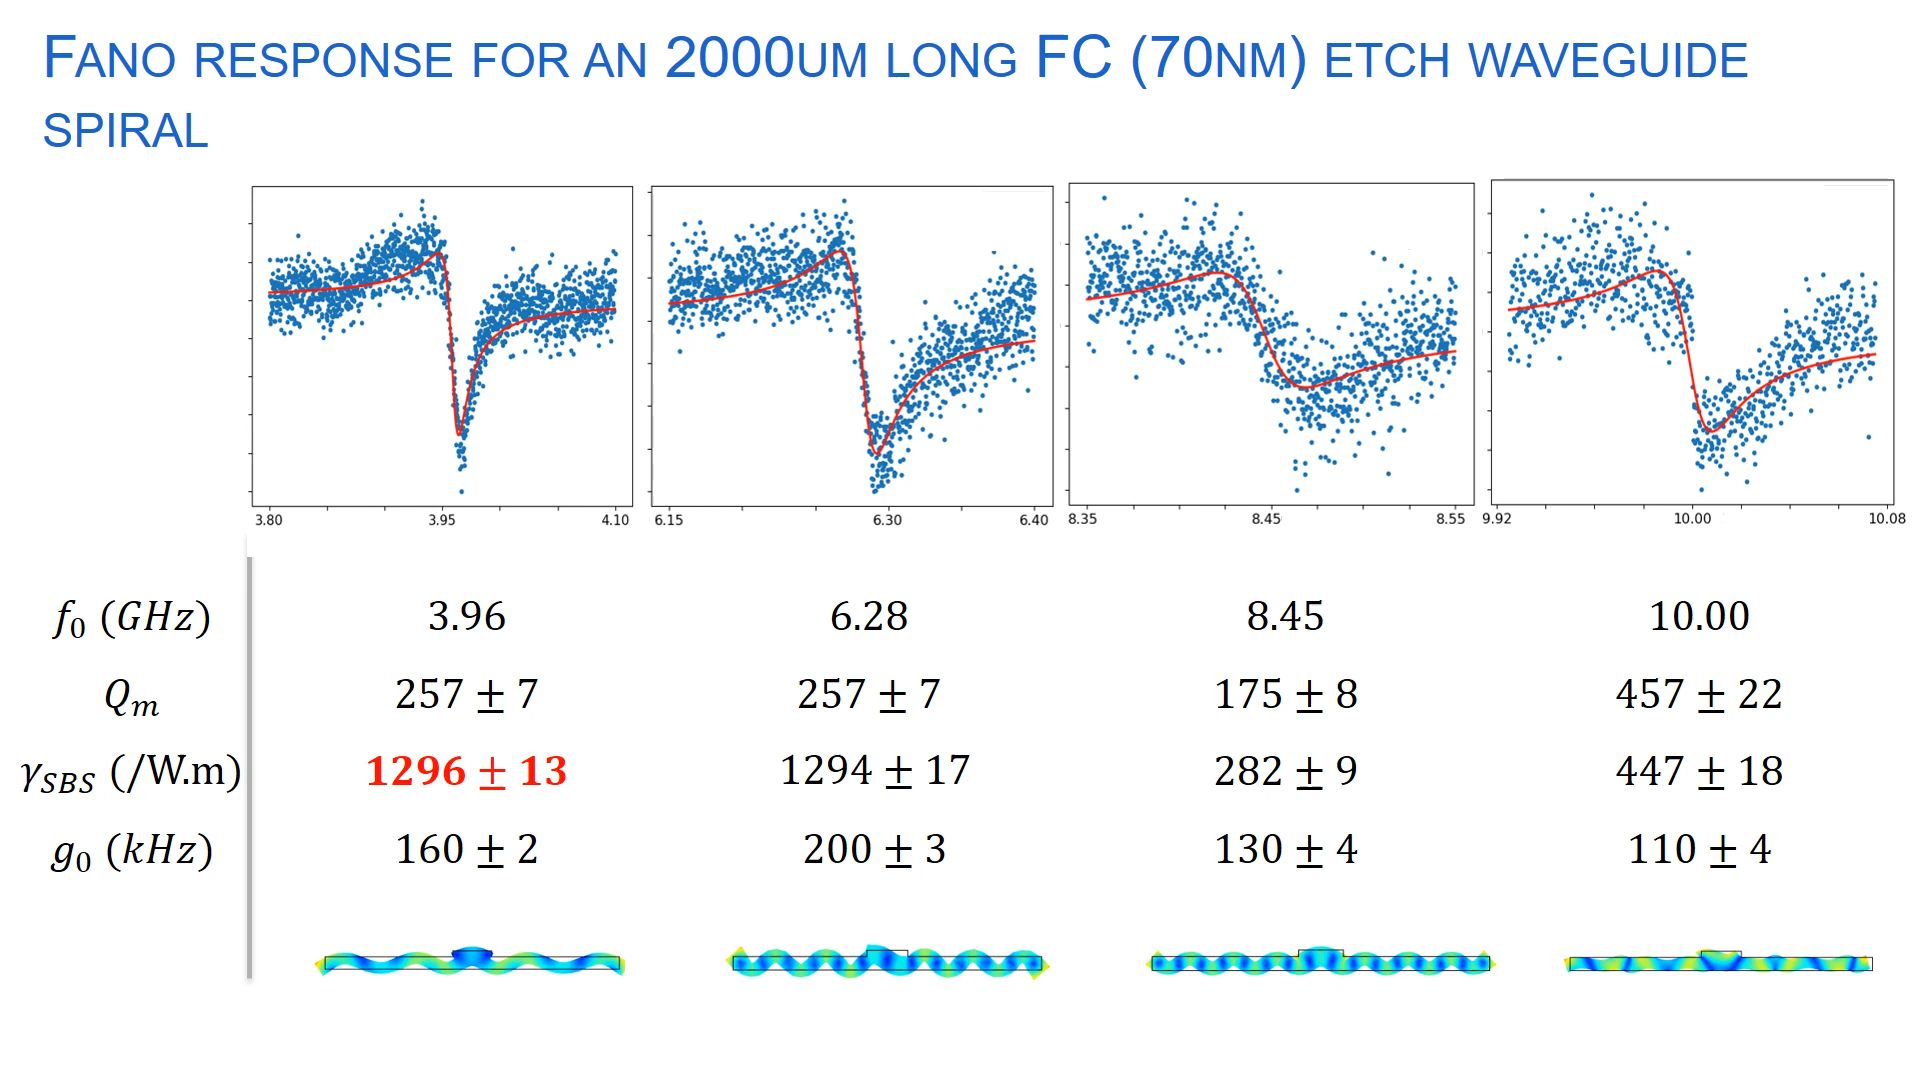 FANO RESPONSE FOR AN 2000UM LONG FC (70NM) ETCH WAVEGUIDE
SPIRAL
3.80 3.95 4.10 6.15 6.30 6.40 8.35 8.45 8.55 9.92 10.00 10.08
f₀ (GHz) 3.96 6.28 8.45 10.00
Qₘ 257 ± 7 257 ± 7 175 ± 8 457 ± 22
γ_SBS (/W.m) 1296 ± 13 1294 ± 17 282 ± 9 447 ± 18
g₀ (kHz) 160 ± 2 200 ± 3 130 ± 4 110 ± 4